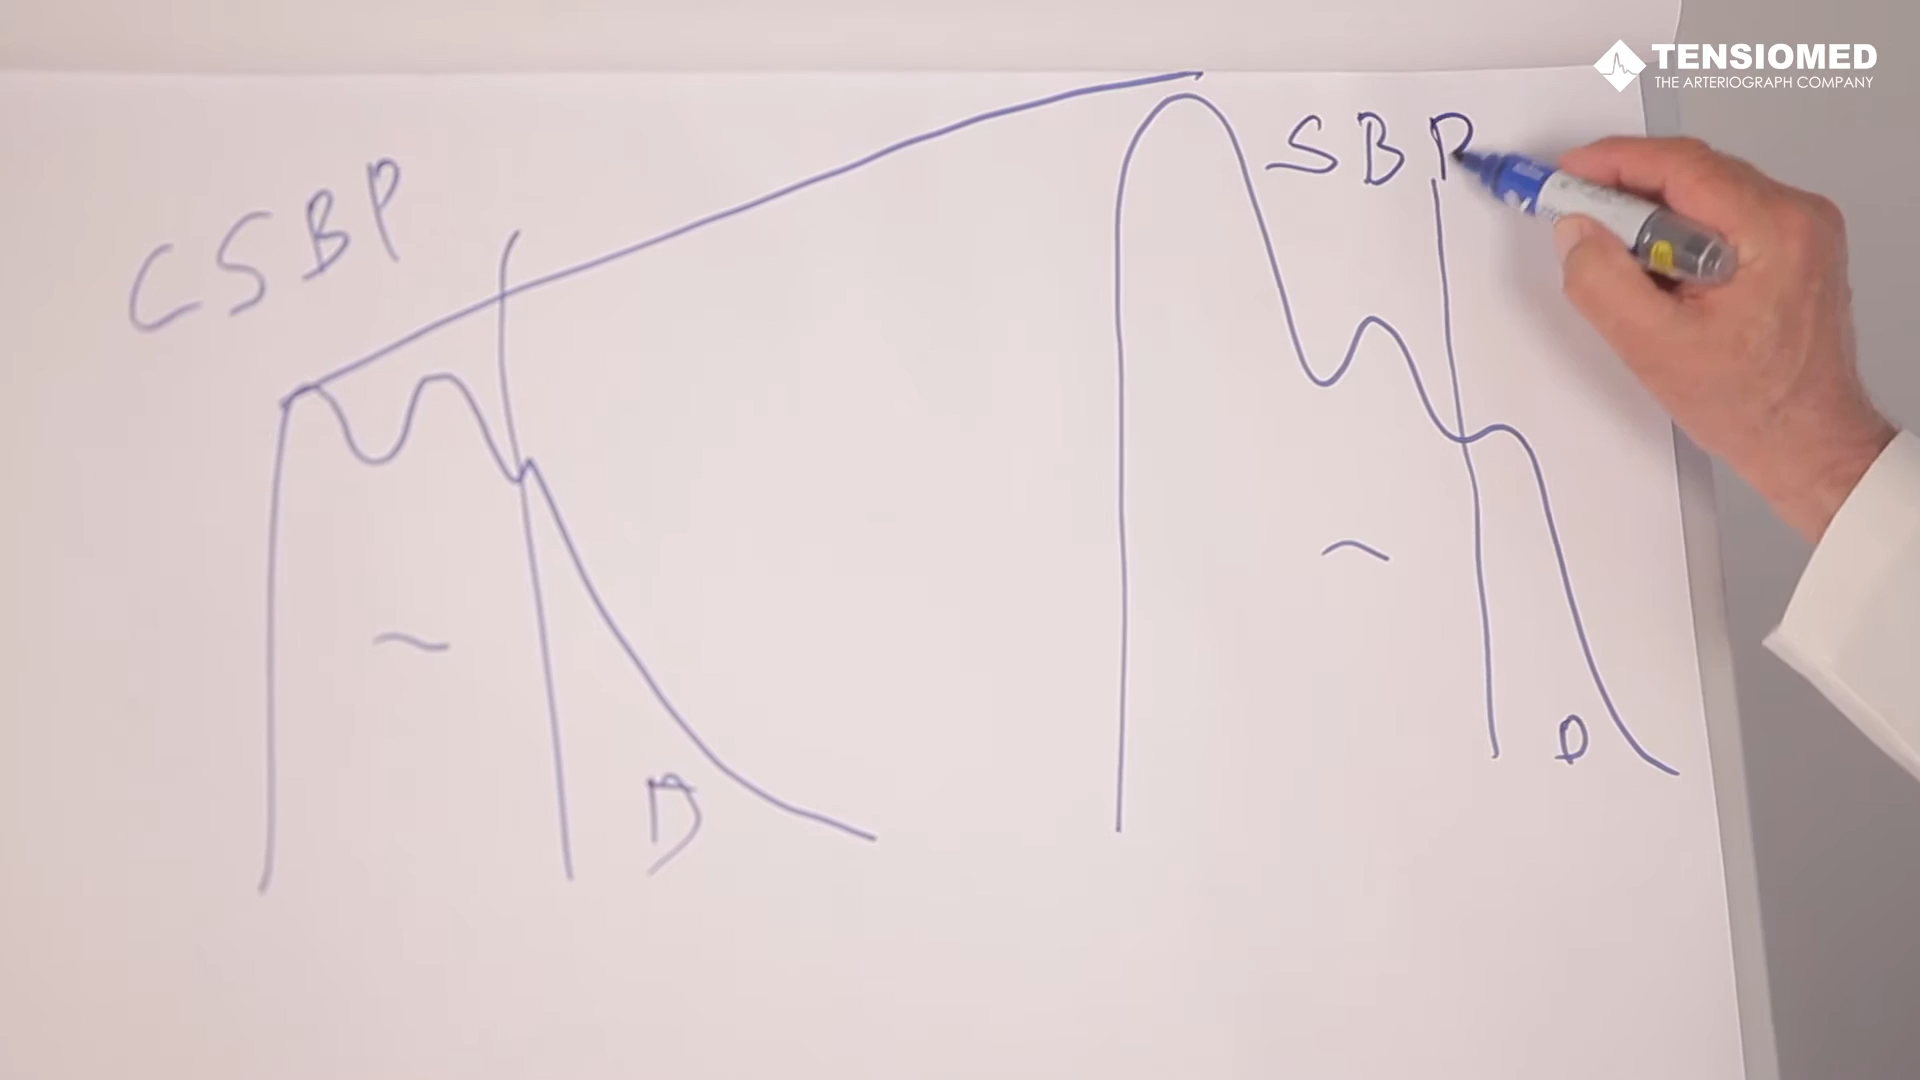 TENSIOMED
THE ARTERIOGRAPH COMPANY
CSBP
SBP
D
D